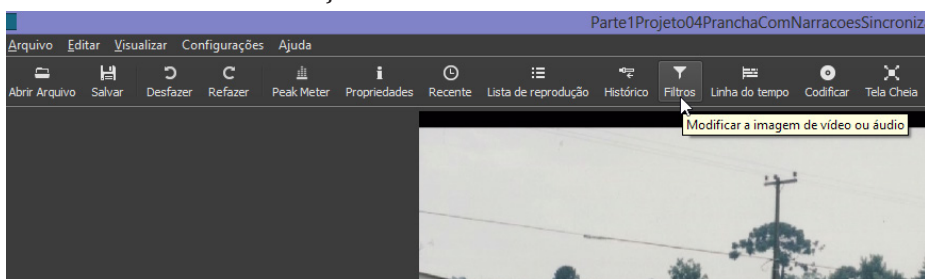 Parte1Projeto04PranchaComNarracoesSincroniza
Arquivo Editar Visualizar Configurações Ajuda
Abrir Arquivo Salvar Desfazer Refazer Peak Meter Propriedades Recente Lista de reprodução Histórico Filtros Linha do tempo Codificar Tela Cheia
Modificar a imagem de vídeo ou áudio